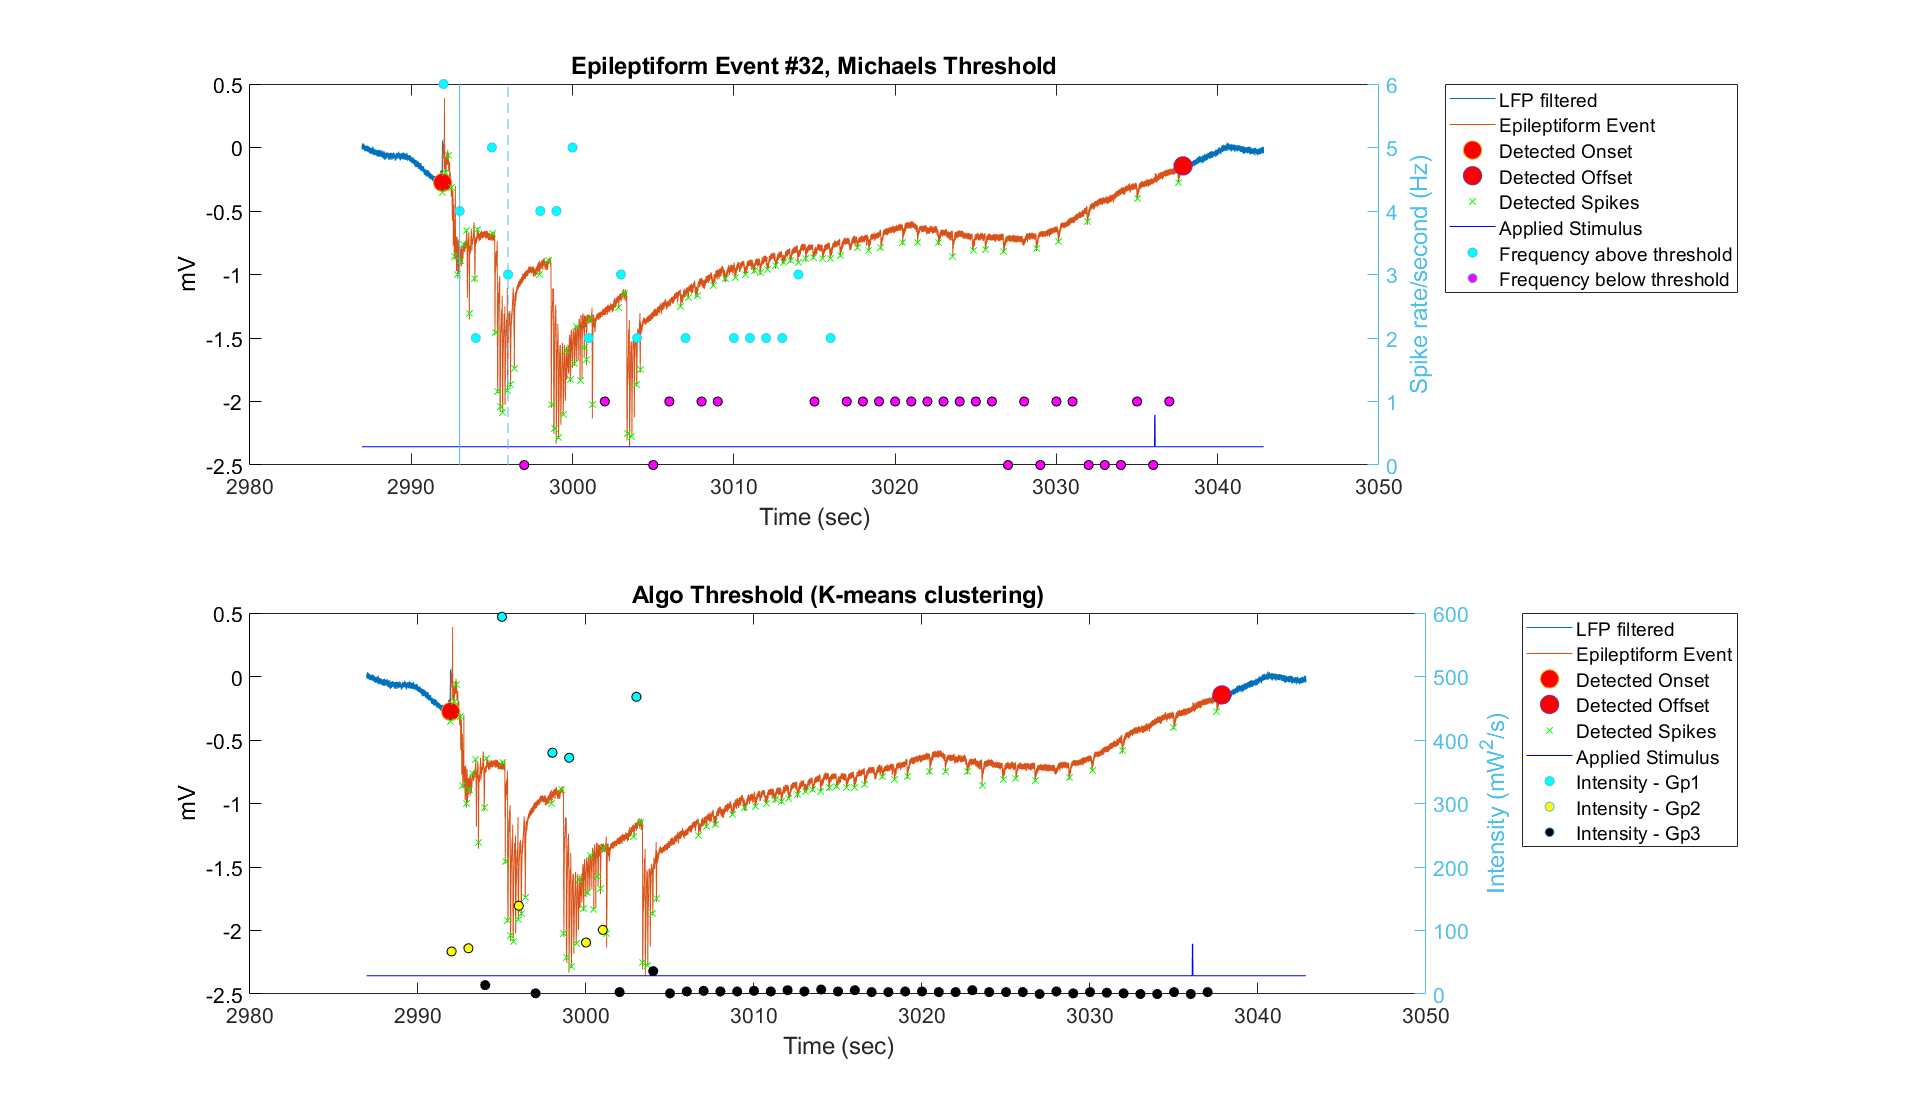 Epileptiform Event #32, Michaels Threshold
0.5
0
-0.5
-1
-1.5
-2
-2.5
mV
2980
2990
3000
3010
3020
3030
3040
3050
Time (sec)
6
5
4
3
2
1
0
Spike rate/second (Hz)
LFP filtered
Epileptiform Event
Detected Onset
Detected Offset
Detected Spikes
Applied Stimulus
Frequency above threshold
Frequency below threshold
Algo Threshold (K-means clustering)
0.5
0
-0.5
-1
-1.5
-2
-2.5
mV
2980
2990
3000
3010
3020
3030
3040
3050
Time (sec)
600
500
400
300
200
100
0
Intensity (mW²/s)
LFP filtered
Epileptiform Event
Detected Onset
Detected Offset
Detected Spikes
Applied Stimulus
Intensity - Gp1
Intensity - Gp2
Intensity - Gp3